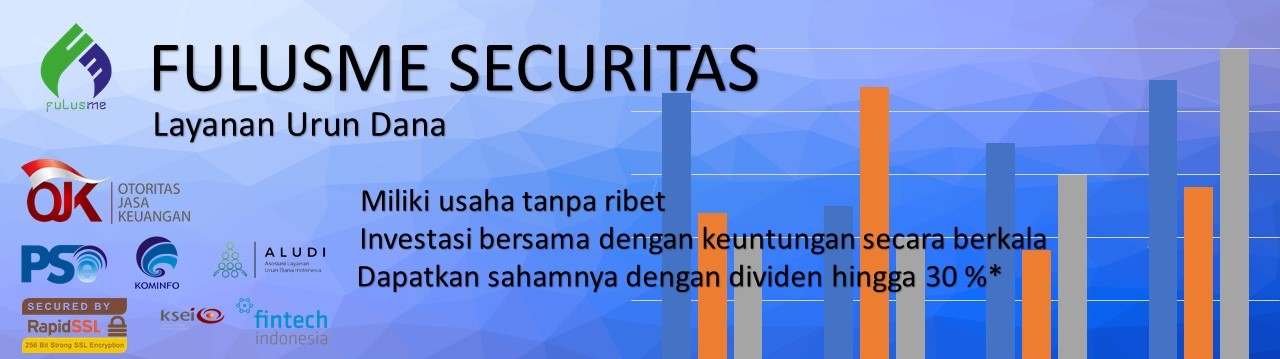 fulusme
FULUSME SECURITAS
Layanan Urun Dana
OJK
OTORITAS
JASA
KEUANGAN
Miliki usaha tanpa ribet
Investasi bersama dengan keuntungan secara berkala
Dapatkan sahamnya dengan dividen hingga 30 %*
PSe
KOMINFO
ALUDI
Asosiasi Layanan
Urun Dana Indonesia
SECURED BY
RapidSSL
256 Bit Strong SSL Encryption
ksei
fintech
indonesia